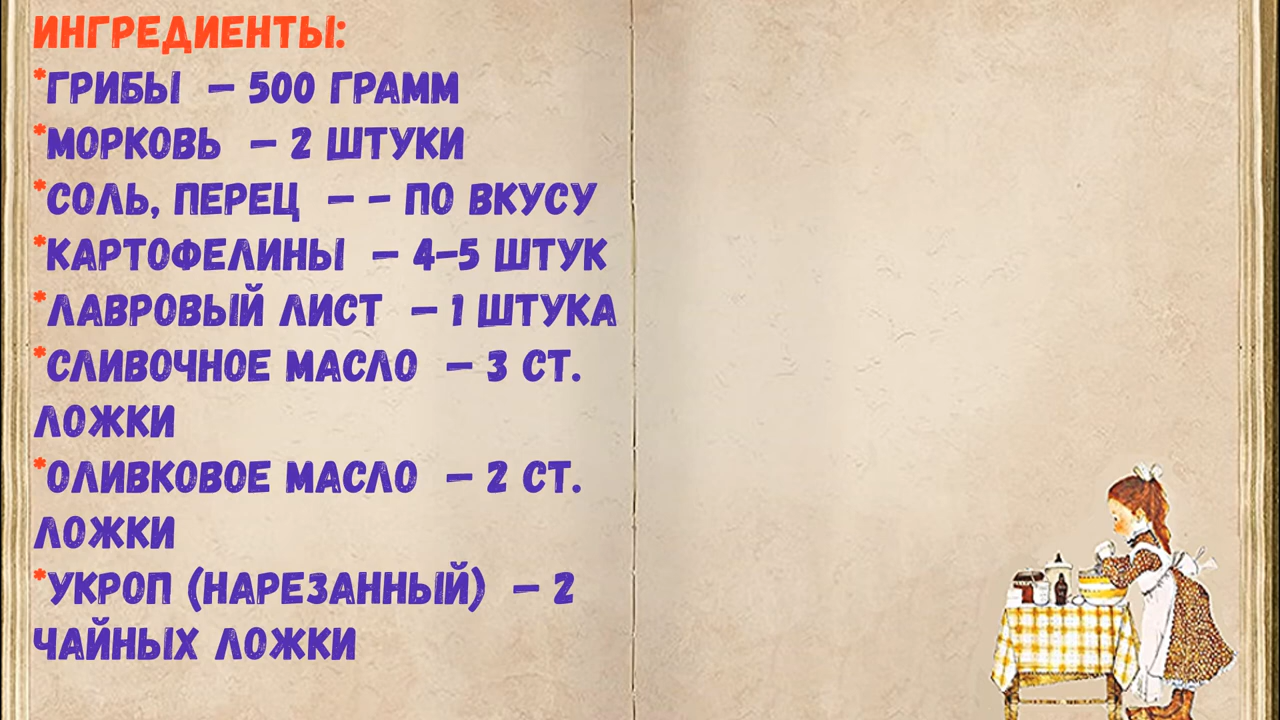 ИНГРЕДИЕНТЫ:
*ГРИБЫ – 500 ГРАММ
*МОРКОВЬ – 2 ШТУКИ
*СОЛЬ, ПЕРЕЦ – - ПО ВКУСУ
*КАРТОФЕЛИНЫ – 4-5 ШТУК
*ЛАВРОВЫЙ ЛИСТ – 1 ШТУКА
*СЛИВОЧНОЕ МАСЛО – 3 СТ.
ЛОЖКИ
*ОЛИВКОВОЕ МАСЛО – 2 СТ.
ЛОЖКИ
*УКРОП (НАРЕЗАННЫЙ) – 2
ЧАЙНЫХ ЛОЖКИ